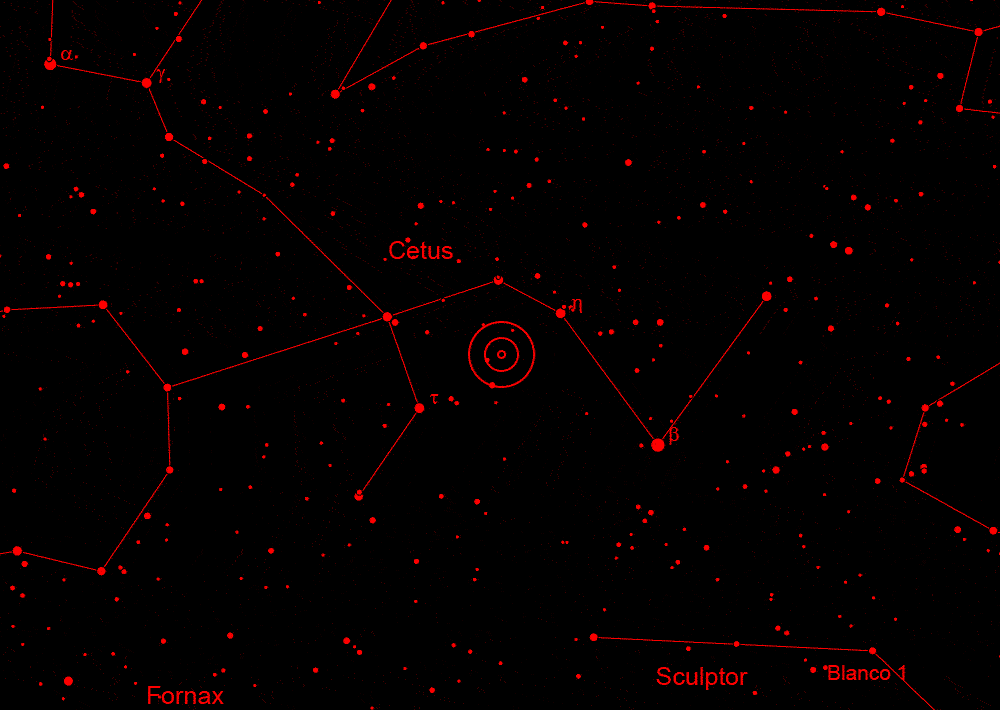 α
γ
Cetus
η
τ
β
Sculptor
Blanco 1
Fornax